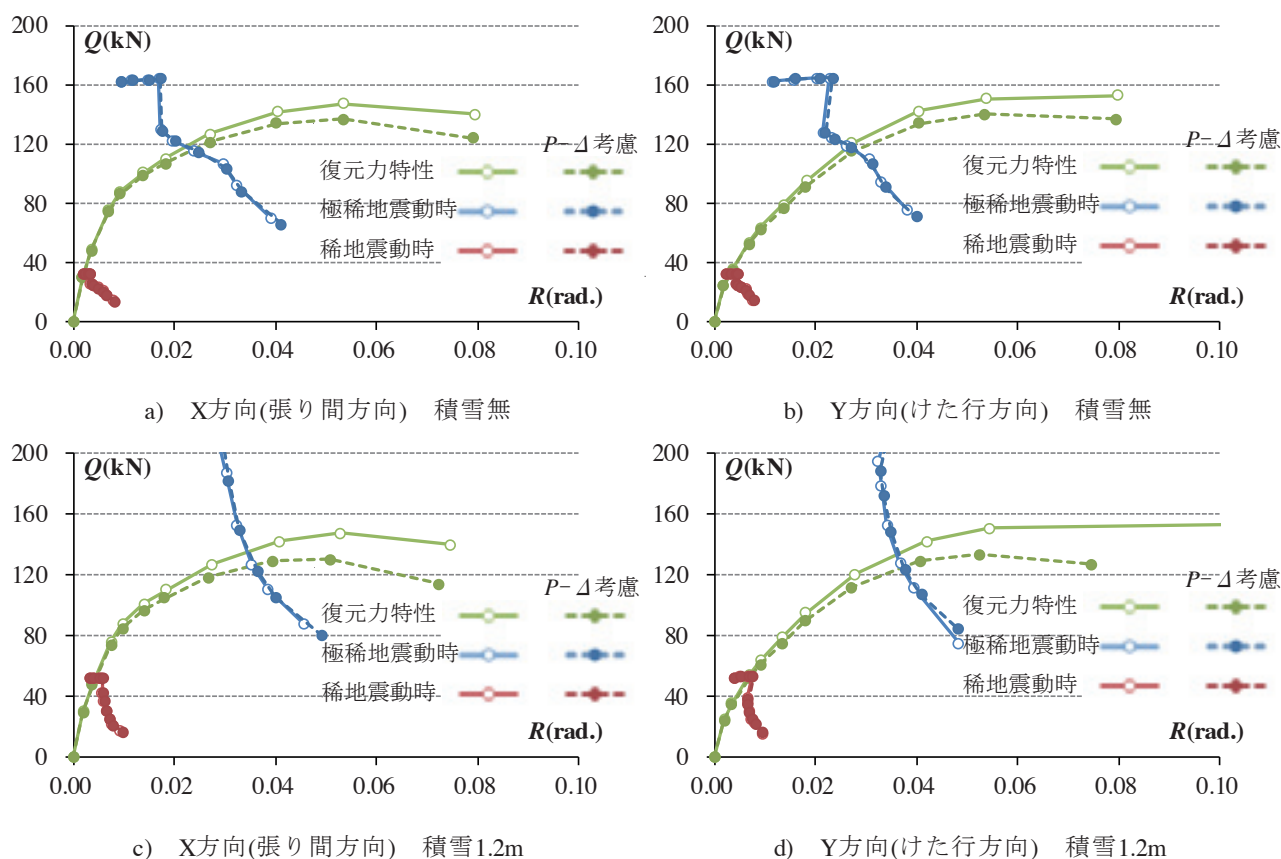 Q(kN)
200
160
120
80
40
0
P−Δ考慮
復元力特性
極稀地震動時
稀地震動時
R(rad.)
0.00 0.02 0.04 0.06 0.08 0.10
a) X方向(張り間方向) 積雪無
Q(kN)
200
160
120
80
40
0
P−Δ考慮
復元力特性
極稀地震動時
稀地震動時
R(rad.)
0.00 0.02 0.04 0.06 0.08 0.10
b) Y方向(けた行方向) 積雪無
Q(kN)
200
160
120
80
40
0
P−Δ考慮
復元力特性
極稀地震動時
稀地震動時
R(rad.)
0.00 0.02 0.04 0.06 0.08 0.10
c) X方向(張り間方向) 積雪1.2m
Q(kN)
200
160
120
80
40
0
P−Δ考慮
復元力特性
極稀地震動時
稀地震動時
R(rad.)
0.00 0.02 0.04 0.06 0.08 0.10
d) Y方向(けた行方向) 積雪1.2m